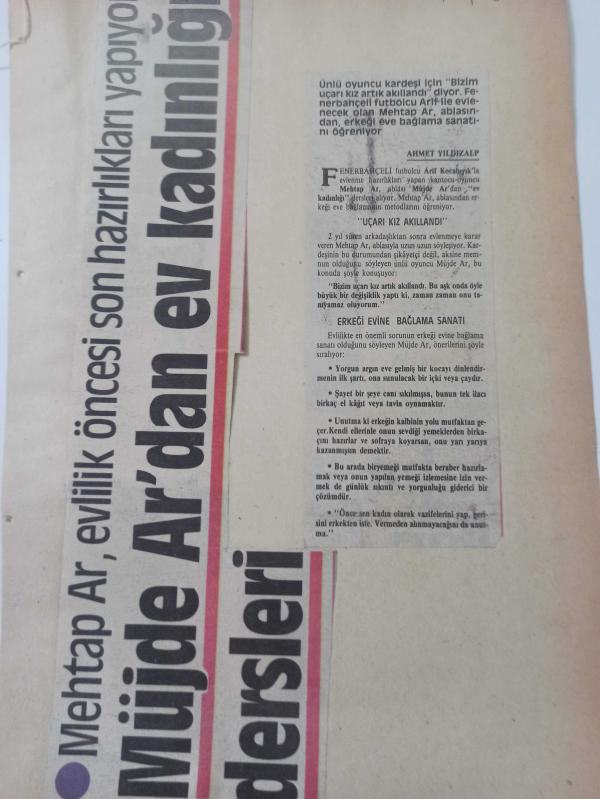 Mehtap Ar, evlilik öncesi son hazırlıkları yapıyo
Müjde Ar'dan ev kadınlığı
dersleri
Ünlü oyuncu kardeşi için "Bizim
uçarı kız artık akıllandı" diyor. Fe-
nerbahçeli futbolcu Arif ile evle-
necek olan Mehtap Ar, ablasın-
dan, erkeği eve bağlama sanatı-
nı öğreniyor
AHMET YILDIZALP
FENERBAHÇELİ futbolcu Arif Kocabıyık'la
evlenme hazırlıkları yapan kantocu-oyuncu
Mehtap Ar, ablası Müjde Ar'dan "ev
kadınlığı" dersleri alıyor. Mehtap Ar, ablasından er-
keği eve bağlamanın metodlarını öğreniyor.
"UÇARI KIZ AKILLANDI"
2 yıl süren arkadaşlıktan sonra evlenmeye karar
veren Mehtap Ar, ablasıyla uzun uzun söyleşiyor. Kar-
deşinin bu durumundan şikâyetçi değil, aksine mem-
nun olduğunu söyleyen ünlü oyuncu Müjde Ar, bu
konuda şöyle konuşuyor:
"Bizim uçarı kız artık akıllandı. Bu aşk onda öyle
büyük bir değişiklik yaptı ki, zaman zaman onu ta-
nıyamaz oluyorum."
ERKEĞİ EVİNE BAĞLAMA SANATI
Evlilikte en önemli sorunun erkeği eve bağlama
sanatı olduğunu söyleyen Müjde Ar, önerilerini şöyle
sıralıyor:
• Yorgun argın eve gelmiş bir kocayı dinlendir-
menin ilk şartı, ona sunulacak bir içki veya çaydır.
• Şayet bir şeye canı sıkılmışsa, bunun tek ilacı
birkaç el kâğıt veya tavla oynamaktır.
• Unutma ki erkeğin kalbinin yolu mutfaktan ge-
çer.Kendi ellerinle onun sevdiği yemeklerden birka-
çını hazırlar ve sofraya koyarsan, onu yarı yarıya
kazanmışsın demektir.
• Bu arada biryemeği mutfakta beraber hazırla-
mak veya onun yapılan yemeği izlemesine izin ver-
mek de günlük sıkıntı ve yorgunluğu giderici bir
çözümdür.
• "Önce sen kadın olarak vazifelerini yap, geri-
sini erkekten iste. Vermeden alınamayacağını da unut-
ma."